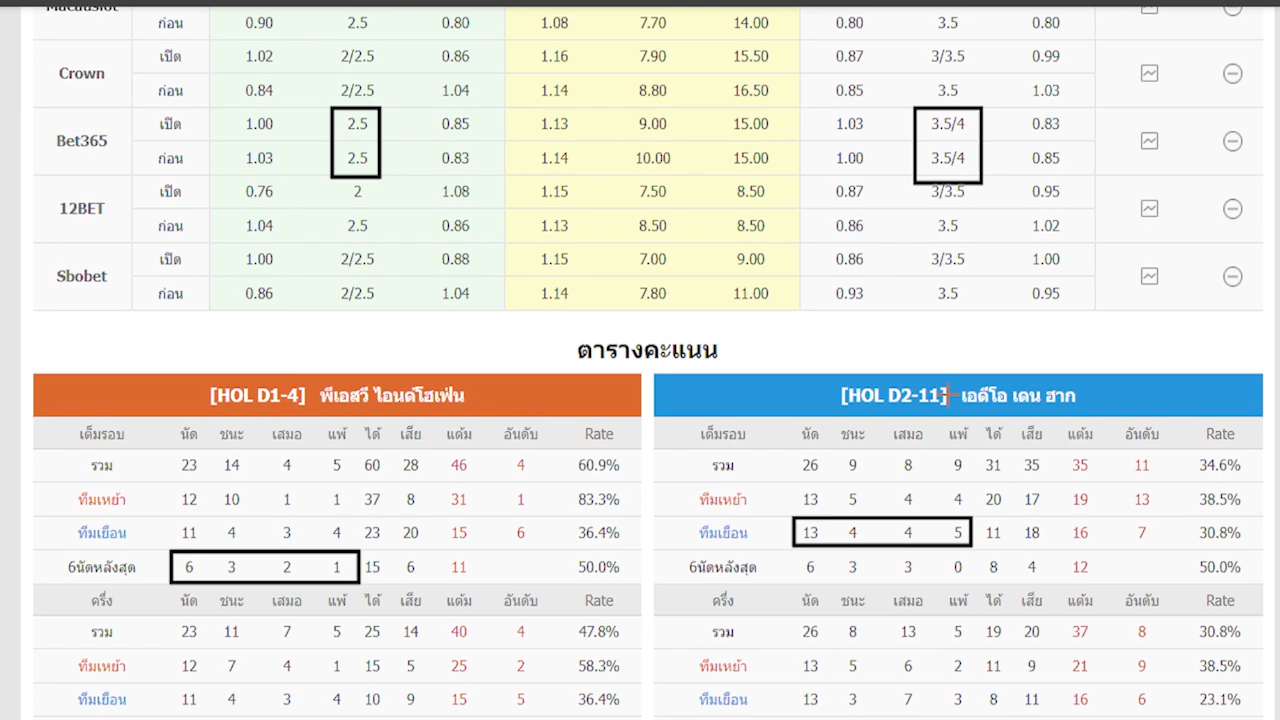 Macauslot
ก่อน 0.90 2.5 0.80 1.08 7.70 14.00 0.80 3.5 0.80
Crown
เปิด 1.02 2/2.5 0.86 1.16 7.90 15.50 0.87 3/3.5 0.99
ก่อน 0.84 2/2.5 1.04 1.14 8.80 16.50 0.85 3.5 1.03
Bet365
เปิด 1.00 2.5 0.85 1.13 9.00 15.00 1.03 3.5/4 0.83
ก่อน 1.03 2.5 0.83 1.14 10.00 15.00 1.00 3.5/4 0.85
12BET
เปิด 0.76 2 1.08 1.15 7.50 8.50 0.87 3/3.5 0.95
ก่อน 1.04 2.5 0.86 1.13 8.50 8.50 0.86 3.5 1.02
Sbobet
เปิด 1.00 2/2.5 0.88 1.15 7.00 9.00 0.86 3/3.5 1.00
ก่อน 0.86 2/2.5 1.04 1.14 7.80 11.00 0.93 3.5 0.95
ตารางคะแนน
[HOL D1-4] พีเอสวี ไอนด์โฮเฟ่น
เต็มรอบ นัด ชนะ เสมอ แพ้ ได้ เสีย แต้ม อันดับ Rate
รวม 23 14 4 5 60 28 46 4 60.9%
ทีมเหย้า 12 10 1 1 37 8 31 1 83.3%
ทีมเยือน 11 4 3 4 23 20 15 6 36.4%
6นัดหลังสุด 6 3 2 1 15 6 11 50.0%
ครึ่ง นัด ชนะ เสมอ แพ้ ได้ เสีย แต้ม อันดับ Rate
รวม 23 11 7 5 25 14 40 4 47.8%
ทีมเหย้า 12 7 4 1 15 5 25 2 58.3%
ทีมเยือน 11 4 3 4 10 9 15 5 36.4%
[HOL D2-11] เอดีโอ เดน ฮาก
เต็มรอบ นัด ชนะ เสมอ แพ้ ได้ เสีย แต้ม อันดับ Rate
รวม 26 9 8 9 31 35 35 11 34.6%
ทีมเหย้า 13 5 4 4 20 17 19 13 38.5%
ทีมเยือน 13 4 4 5 11 18 16 7 30.8%
6นัดหลังสุด 6 3 3 0 8 4 12 50.0%
ครึ่ง นัด ชนะ เสมอ แพ้ ได้ เสีย แต้ม อันดับ Rate
รวม 26 8 13 5 19 20 37 8 30.8%
ทีมเหย้า 13 5 6 2 11 9 21 9 38.5%
ทีมเยือน 13 3 7 3 8 11 16 6 23.1%